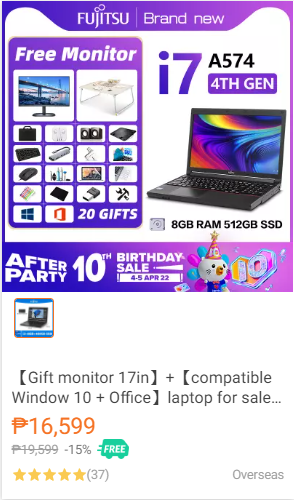 FUJITSU Brand new
Free Monitor
i7 A574
4TH GEN
20 GIFTS
8GB RAM 512GB SSD
AFTER PARTY 10TH BIRTHDAY SALE
4-5 APR 22
【Gift monitor 17in】+【compatible
Window 10 + Office】laptop for sale…
₱16,599
₱19,599 -15% FREE
(37) Overseas